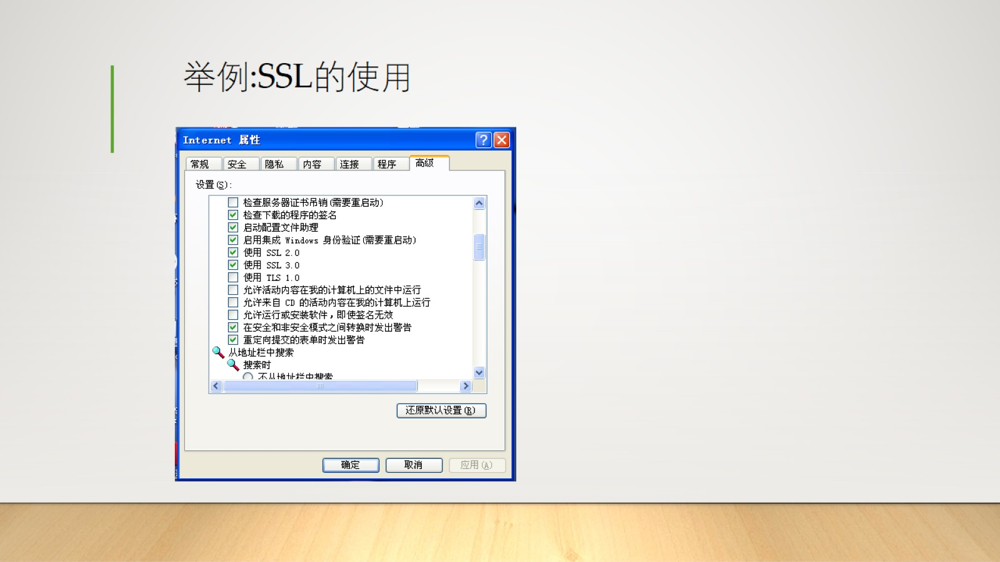 举例:SSL的使用
Internet 属性
常规 安全 隐私 内容 连接 程序 高级
设置(S):
检查服务器证书吊销(需要重启动)
检查下载的程序的签名
启动配置文件助理
启用集成 Windows 身份验证(需要重启动)
使用 SSL 2.0
使用 SSL 3.0
使用 TLS 1.0
允许活动内容在我的计算机上的文件中运行
允许来自 CD 的活动内容在我的计算机上运行
允许运行或安装软件，即使签名无效
在安全和非安全模式之间转换时发出警告
重定向提交的表单时发出警告
从地址栏中搜索
搜索时
不从地址栏中搜索
还原默认设置(R)
确定 取消 应用(A)